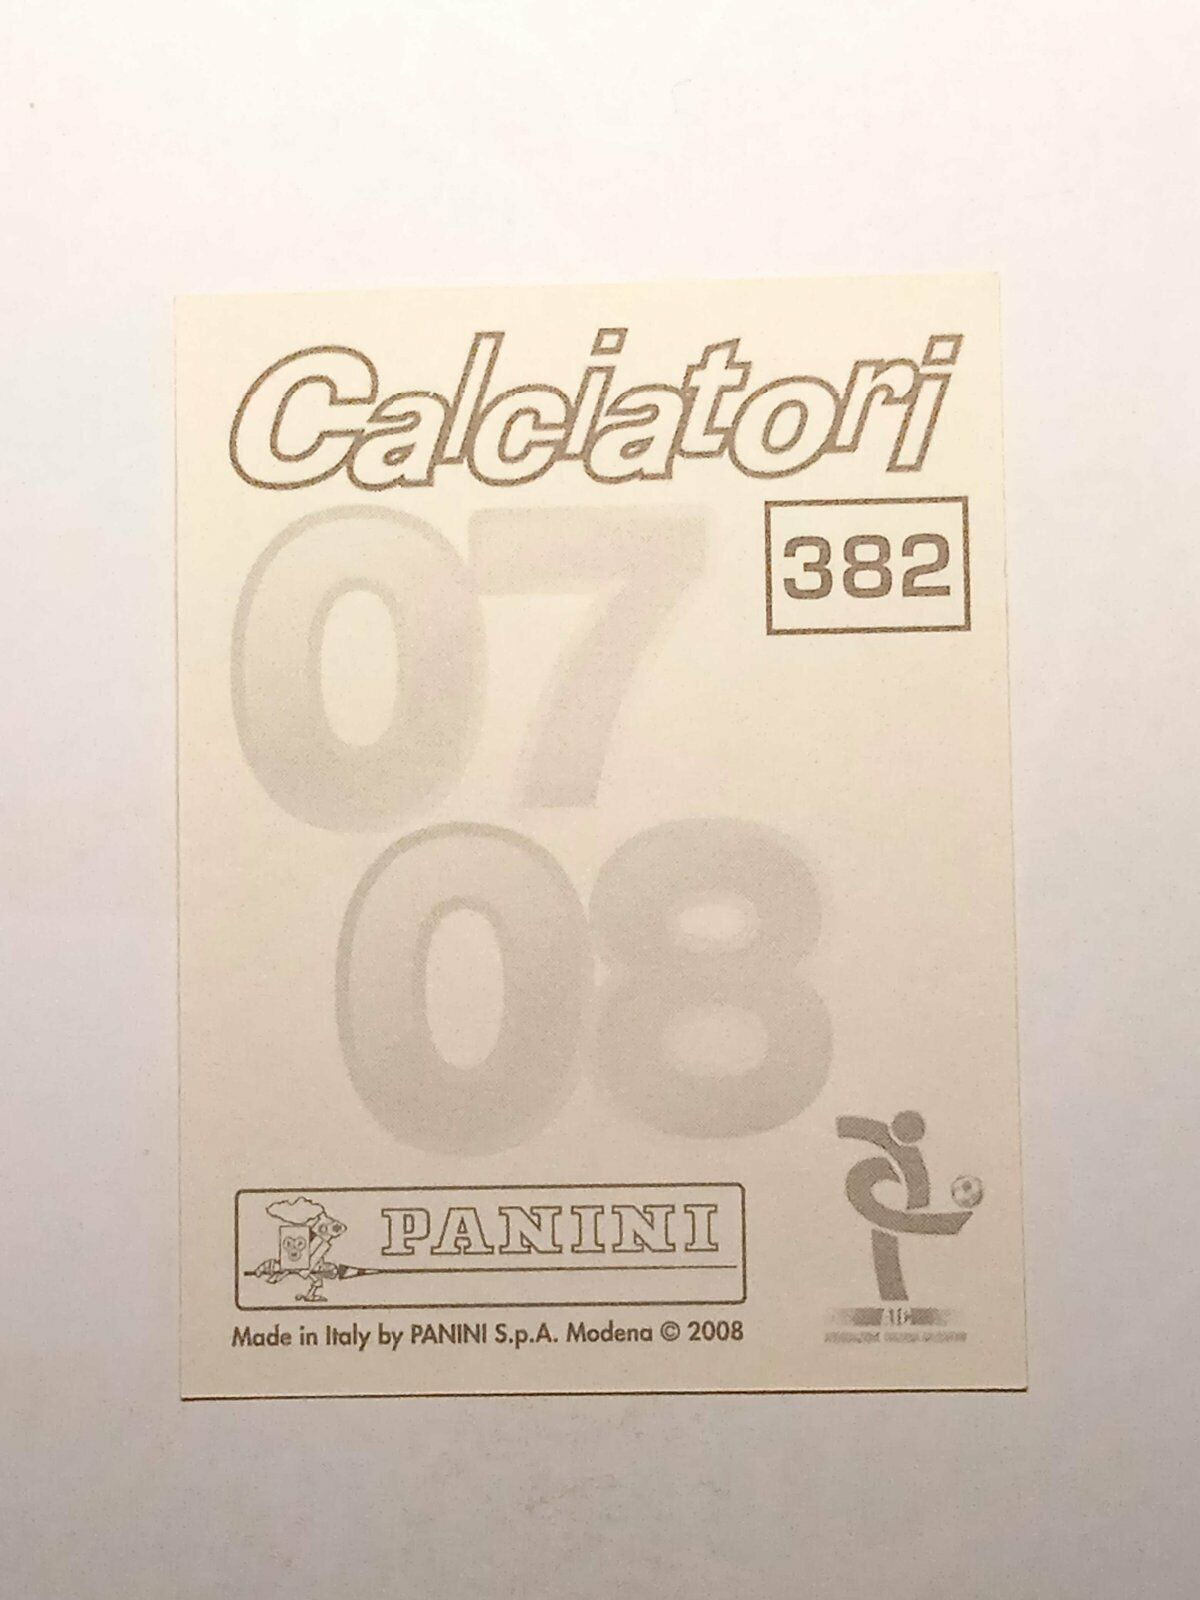 Calciatori
07
382
08
PANINI
Made in Italy by PANINI S.p.A. Modena © 2008